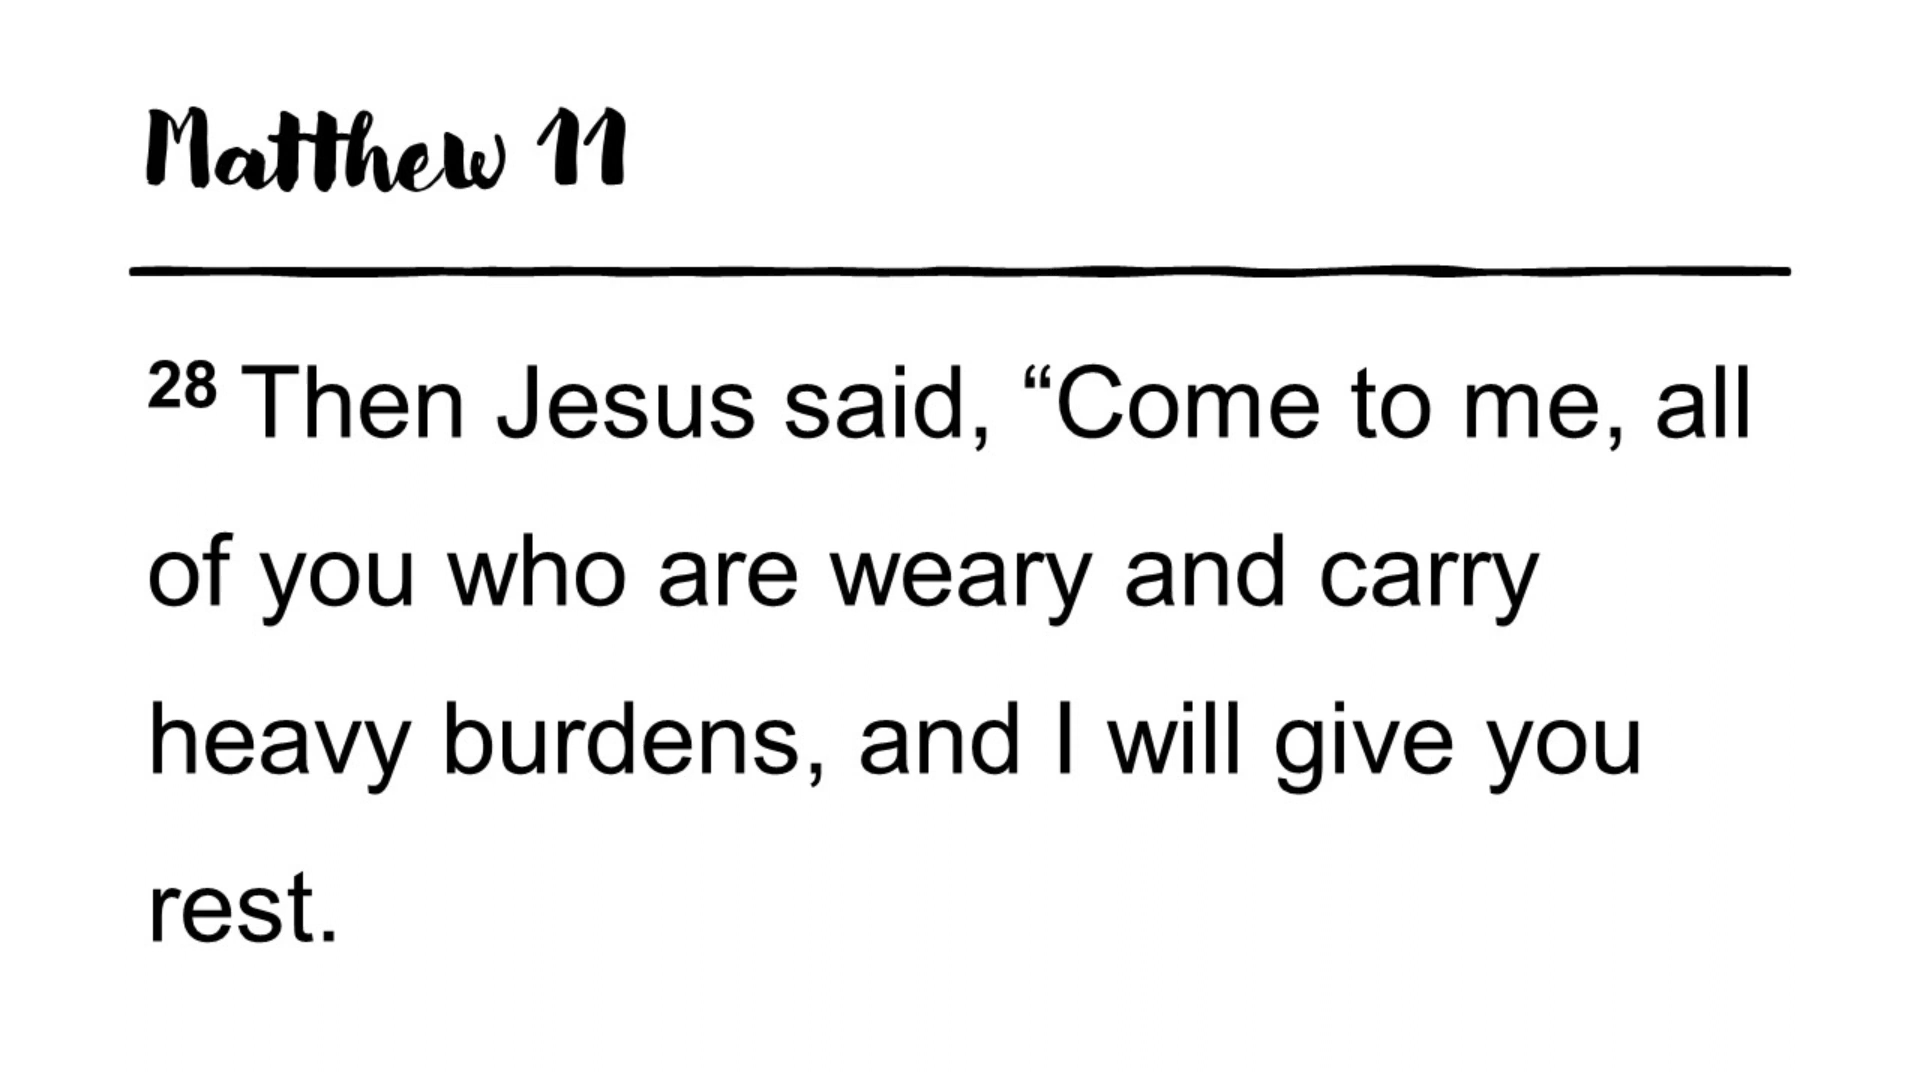 Matthew 11
28 Then Jesus said, “Come to me, all
of you who are weary and carry
heavy burdens, and I will give you
rest.